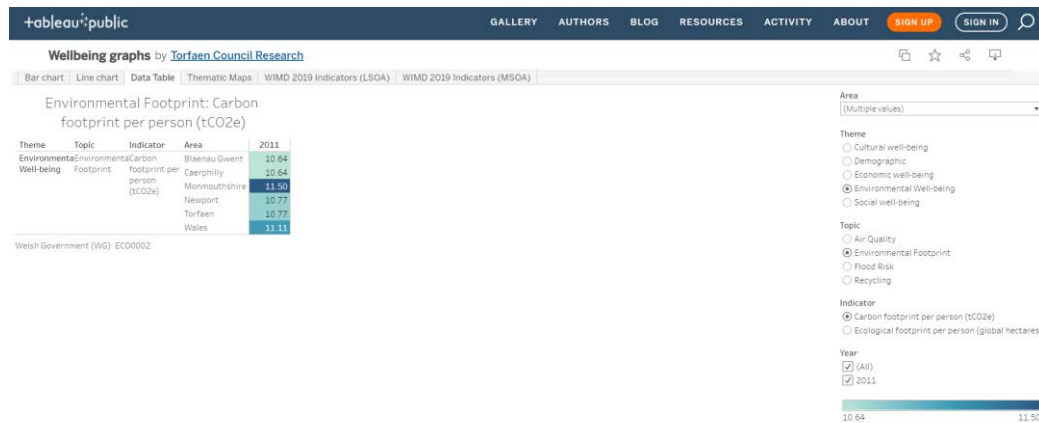 +ableau public
GALLERY AUTHORS BLOG RESOURCES ACTIVITY ABOUT SIGN UP SIGN IN
Wellbeing graphs by Torfaen Council Research
Bar chart Line chart Data Table Thematic Maps WIMD 2019 Indicators (LSOA) WIMD 2019 Indicators (MSOA)
Environmental Footprint: Carbon
footprint per person (tCO2e)
Theme Topic Indicator Area 2011
Environmenta Environmenta Carbon Blaenau Gwent 10.64
Well-being Footprint footprint per Caerphilly 10.64
person Monmouthshire 11.50
(tCO2e) Newport 10.77
Torfaen 10.77
Wales 11.11
Welsh Government (WG) ECO0002
Area
(Multiple values)
Theme
Cultural well-being
Demographic
Economic well-being
Environmental Well-being
Social well-being
Topic
Air Quality
Environmental Footprint
Flood Risk
Recycling
Indicator
Carbon footprint per person (tCO2e)
Ecological footprint per person (global hectares
Year
(All)
2011
10.64 11.50